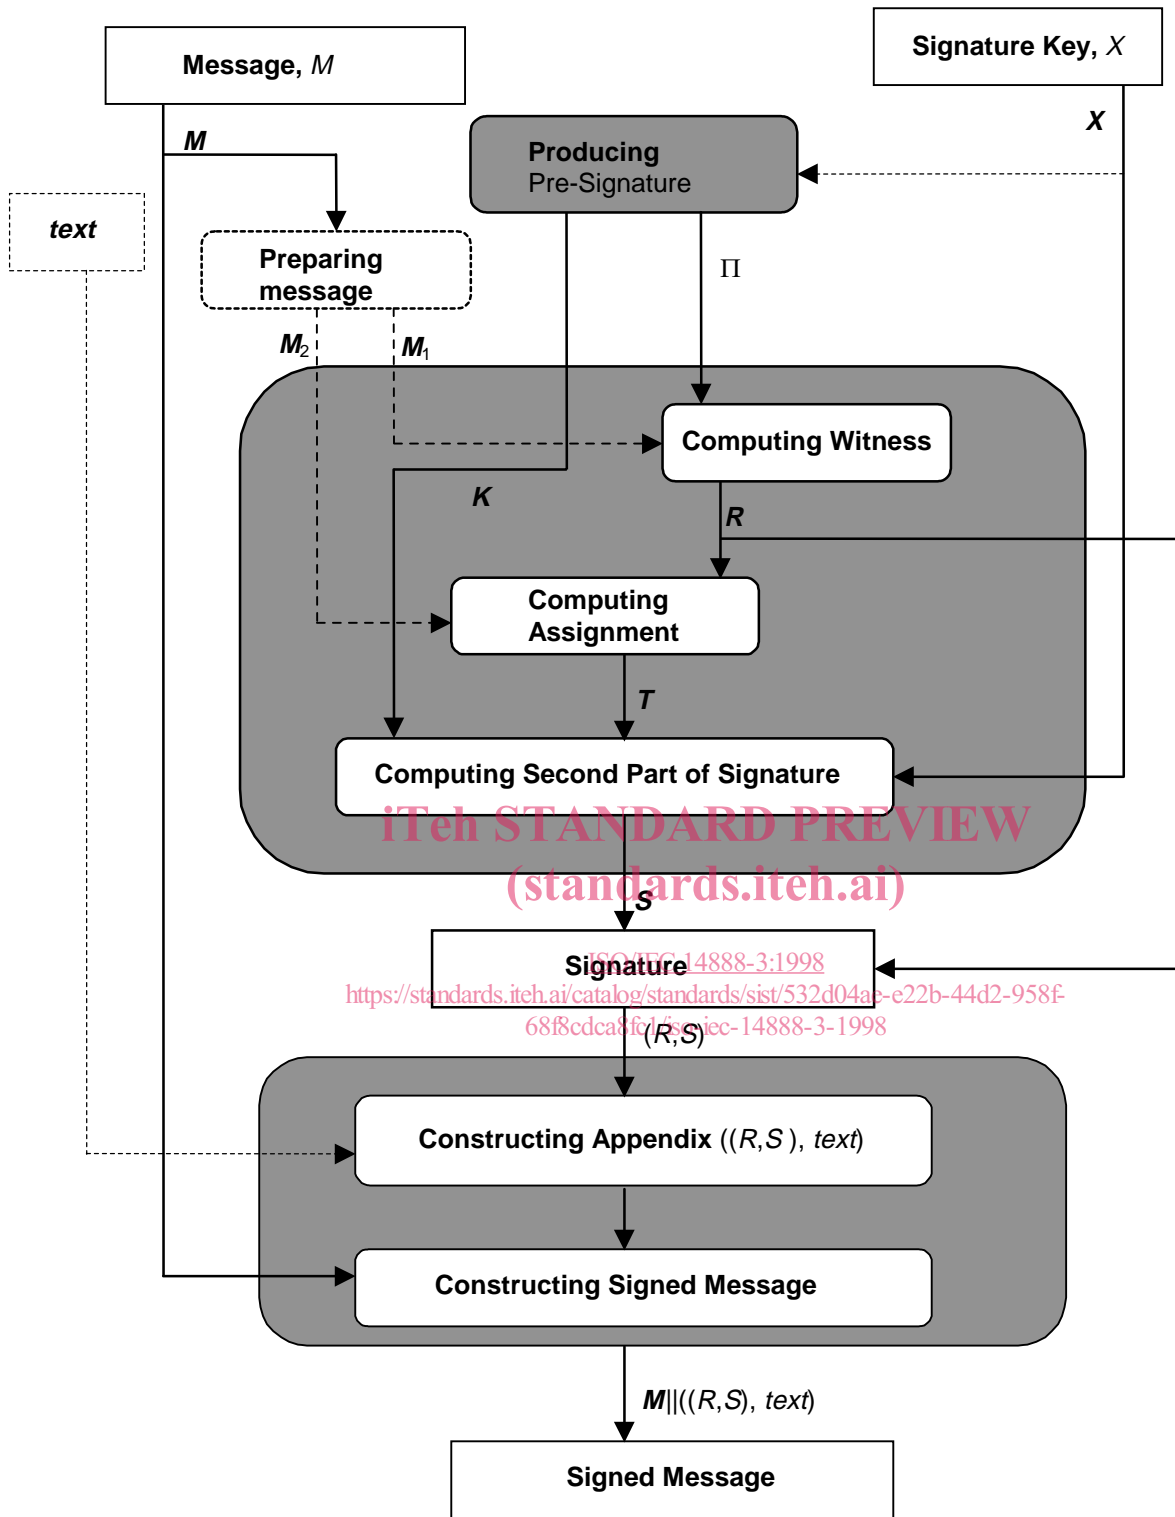 Message, M
Signature Key, X
X
M
Producing
Pre-Signature
text
Preparing
message
Π
M2
M1
Computing Witness
K
R
Computing
Assignment
T
Computing Second Part of Signature
iTeh STANDARD PREVIEW
(standards.iteh.ai)
S
Signature
ISO/IEC 14888-3:1998
https://standards.iteh.ai/catalog/standards/sist/532d04ae-e22b-44d2-958f-
68f8cdca8fc1/iso-iec-14888-3-1998
(R,S)
Constructing Appendix ((R,S ), text)
Constructing Signed Message
M||((R,S), text)
Signed Message